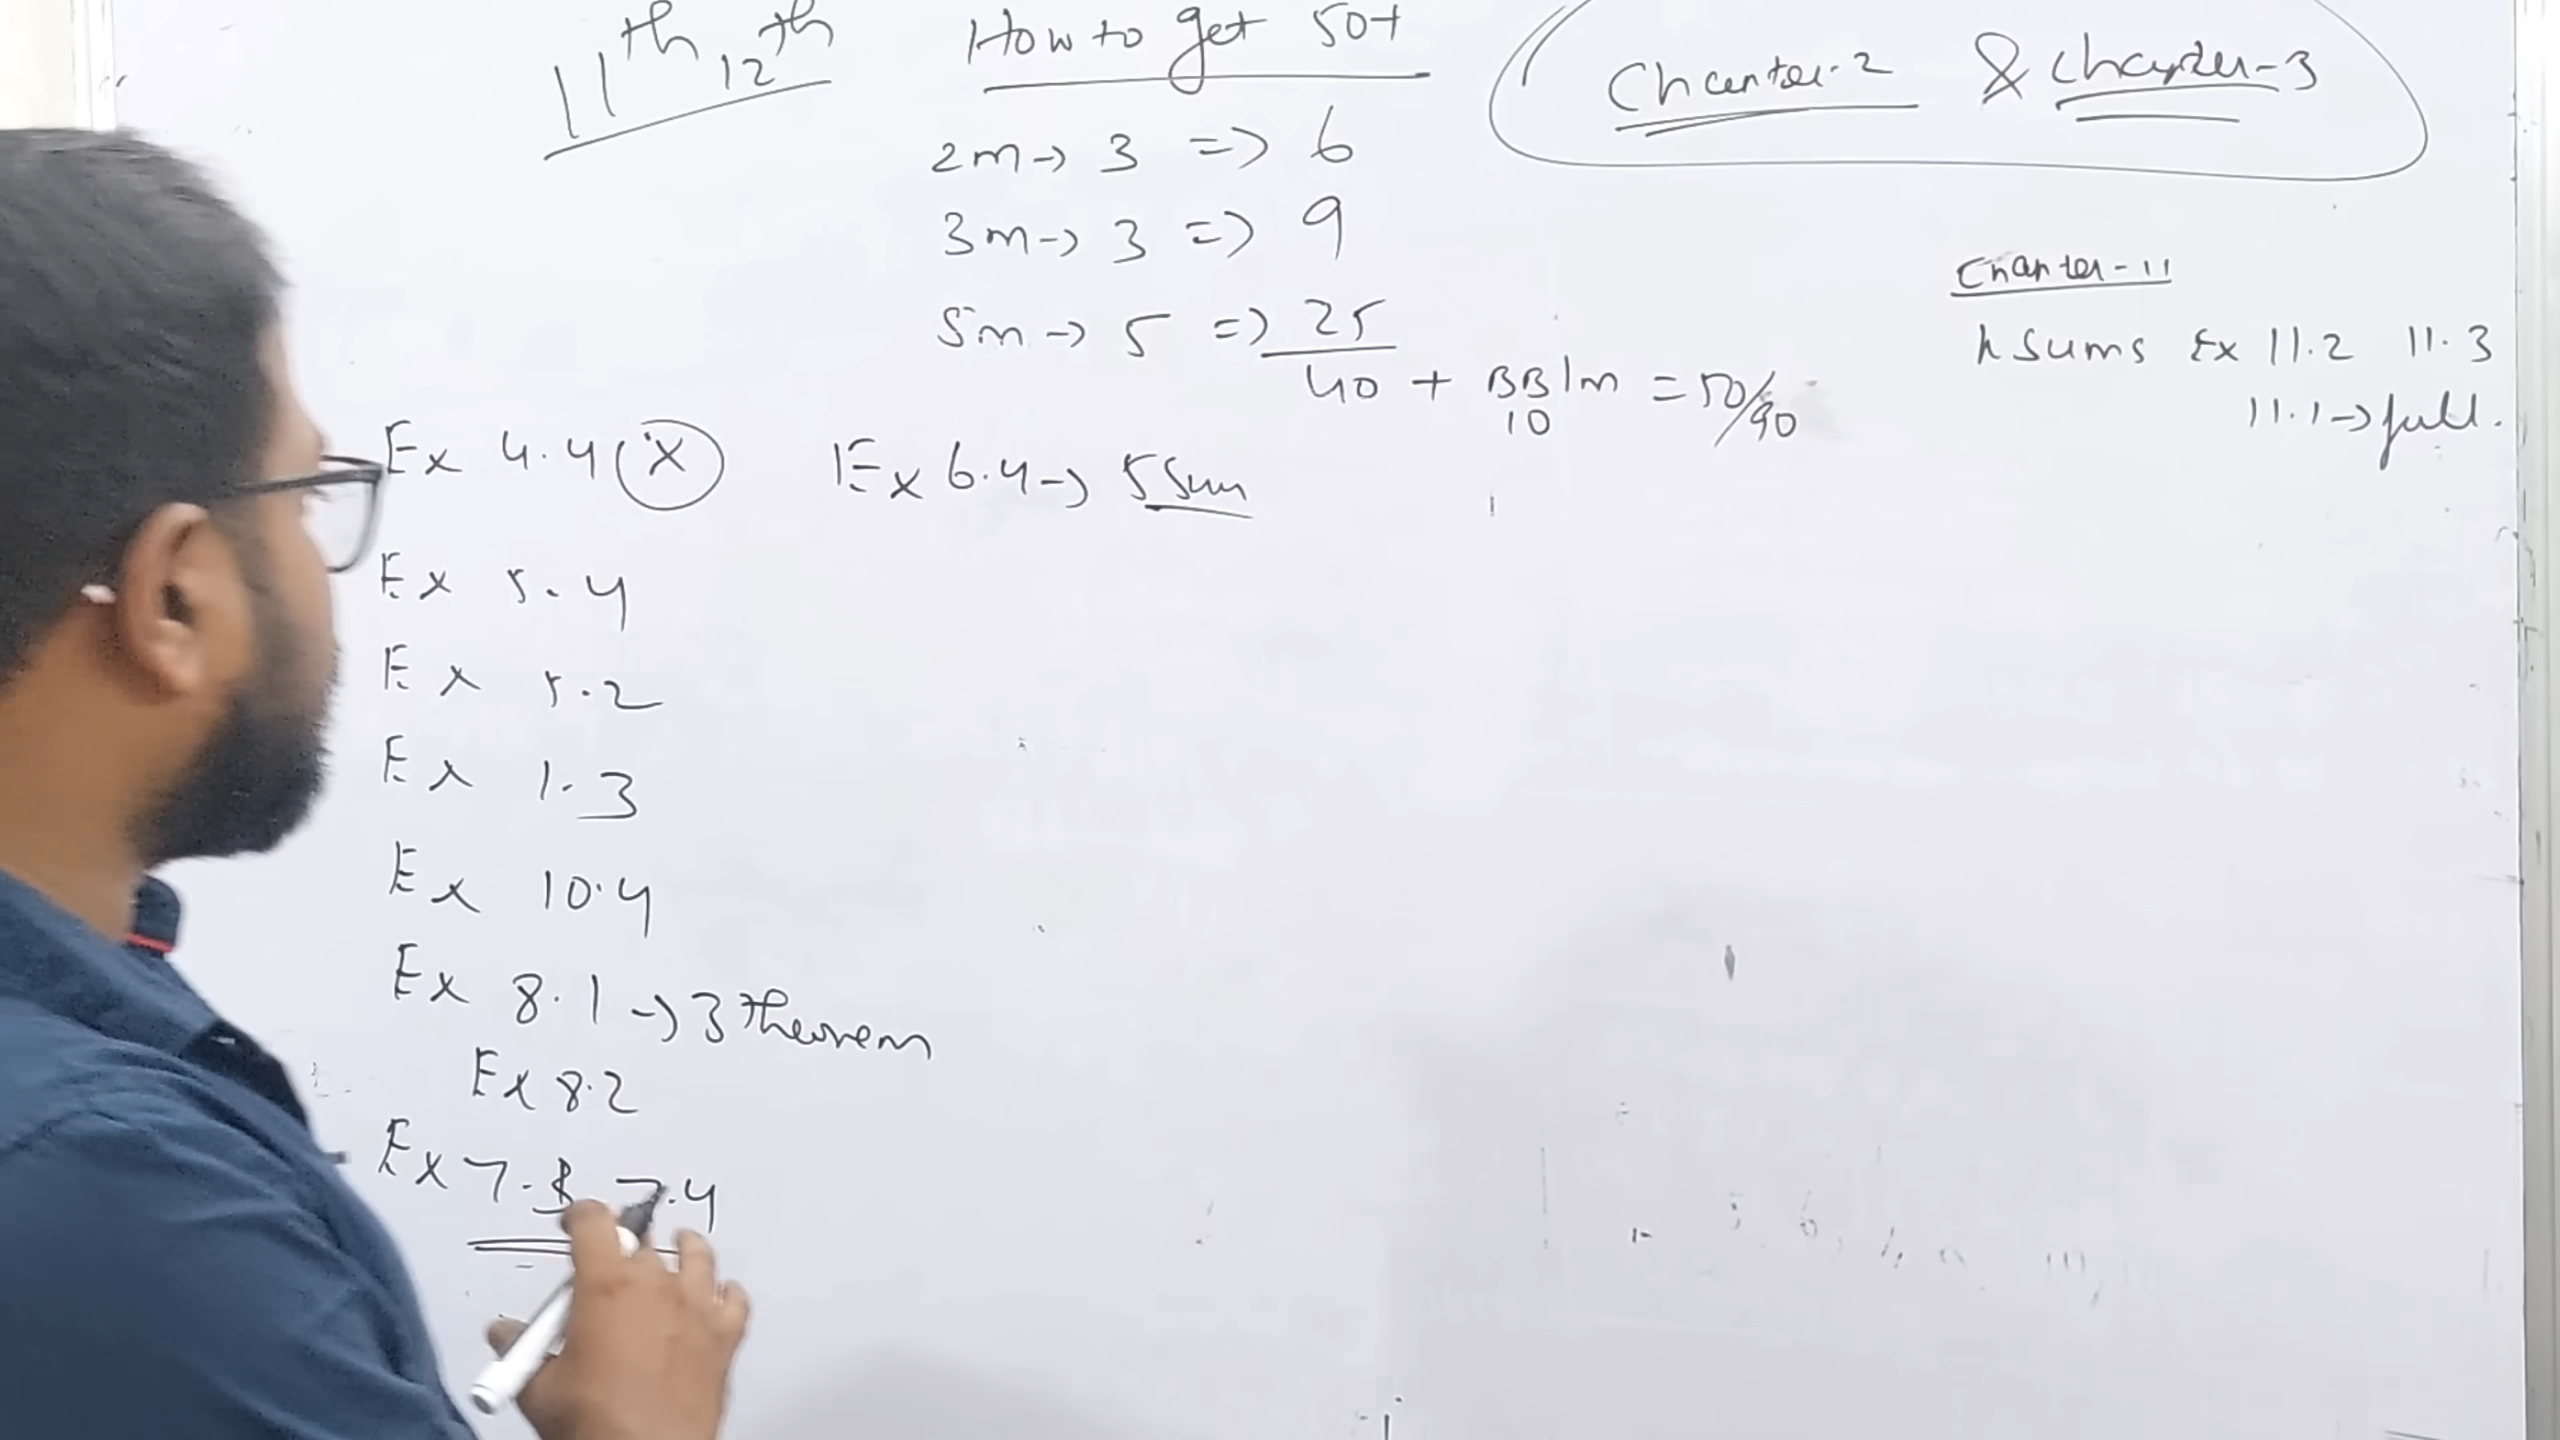 11th, 12th
How to get 50+
2m -> 3 => 6
3m -> 3 => 9
5m -> 5 => 25
40 + BB 1m = 50/90
10
Chapter-2 & Chapter-3
Chapter-11
Sums Ex 11.2 11.3
11.1 -> full.
Ex 4.4 X
Ex 6.4 -> 5 Sum
Ex 5.4
Ex 5.2
Ex 1.3
Ex 10.4
Ex 8.1 -> 3 theorem
Ex 8.2
Ex 7.3 7.4